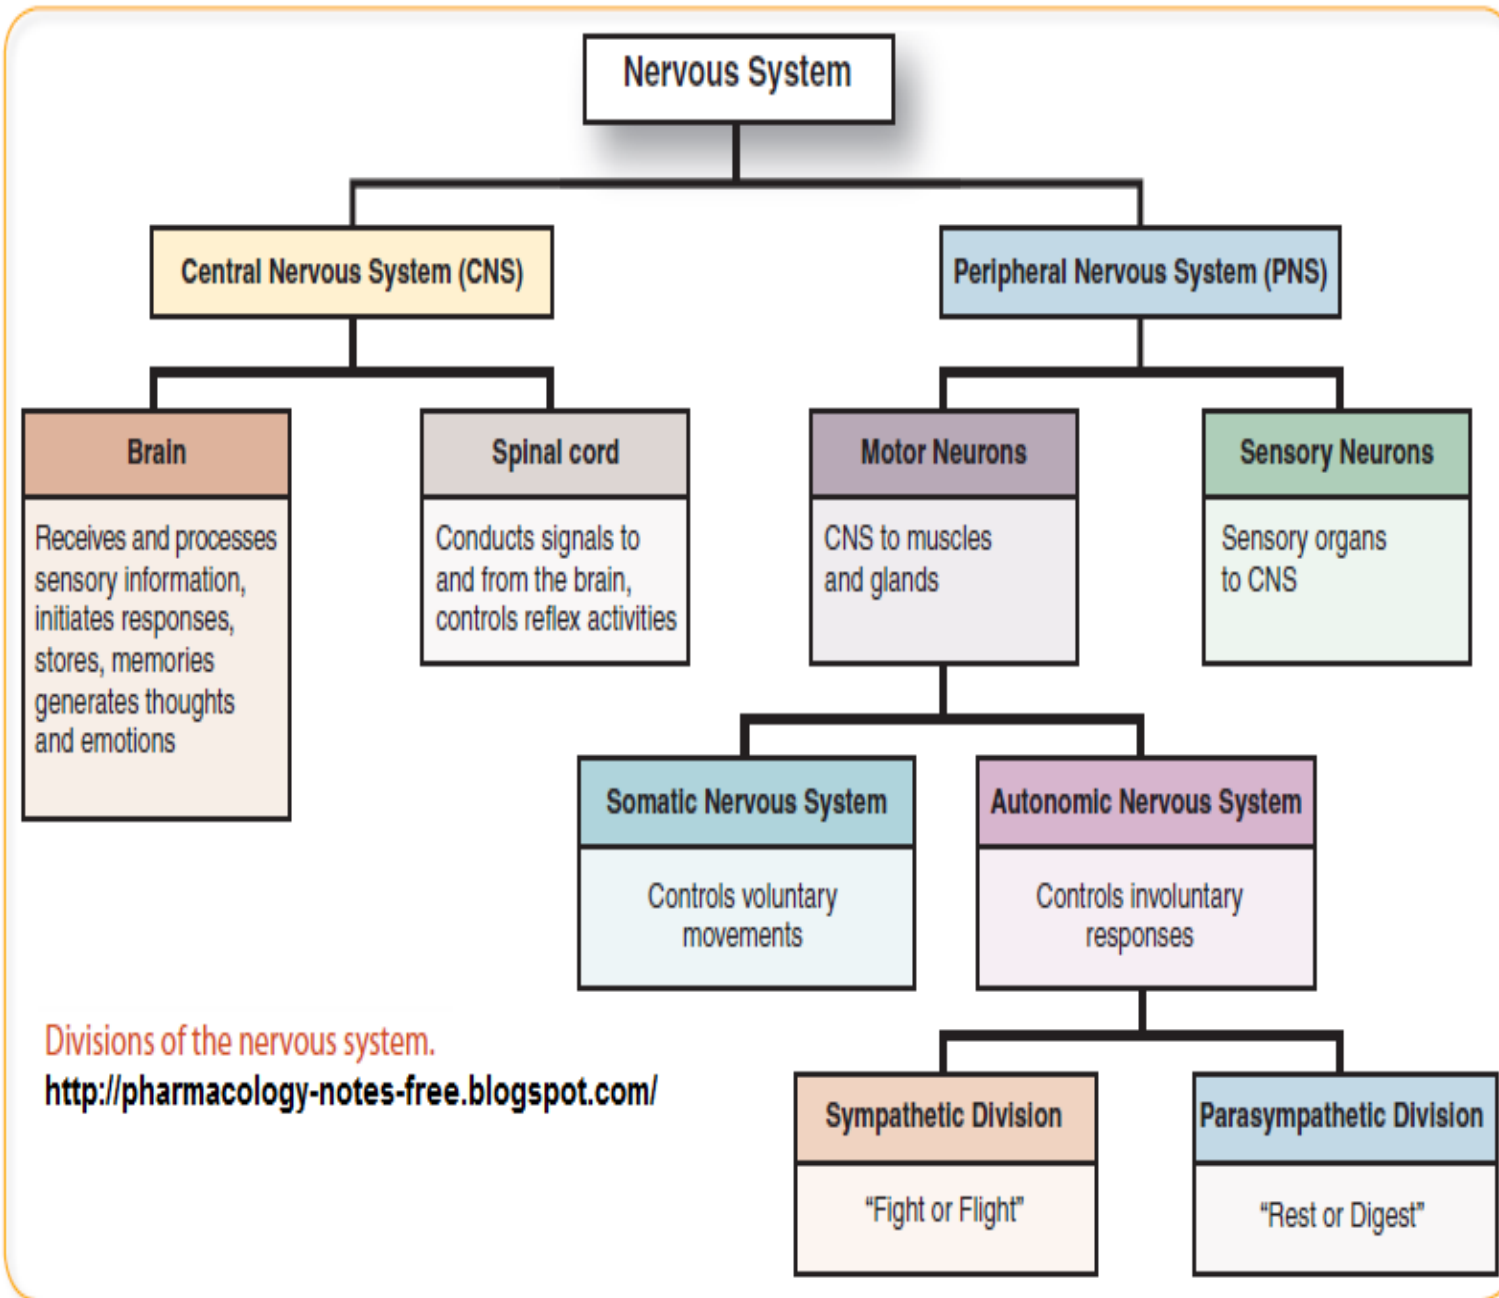 Nervous System
Central Nervous System (CNS)
Peripheral Nervous System (PNS)
Brain
Receives and processes
sensory information,
initiates responses,
stores, memories
generates thoughts
and emotions
Spinal cord
Conducts signals to
and from the brain,
controls reflex activities
Motor Neurons
CNS to muscles
and glands
Sensory Neurons
Sensory organs
to CNS
Somatic Nervous System
Controls voluntary
movements
Autonomic Nervous System
Controls involuntary
responses
Sympathetic Division
“Fight or Flight”
Parasympathetic Division
“Rest or Digest”
Divisions of the nervous system.
http://pharmacology-notes-free.blogspot.com/